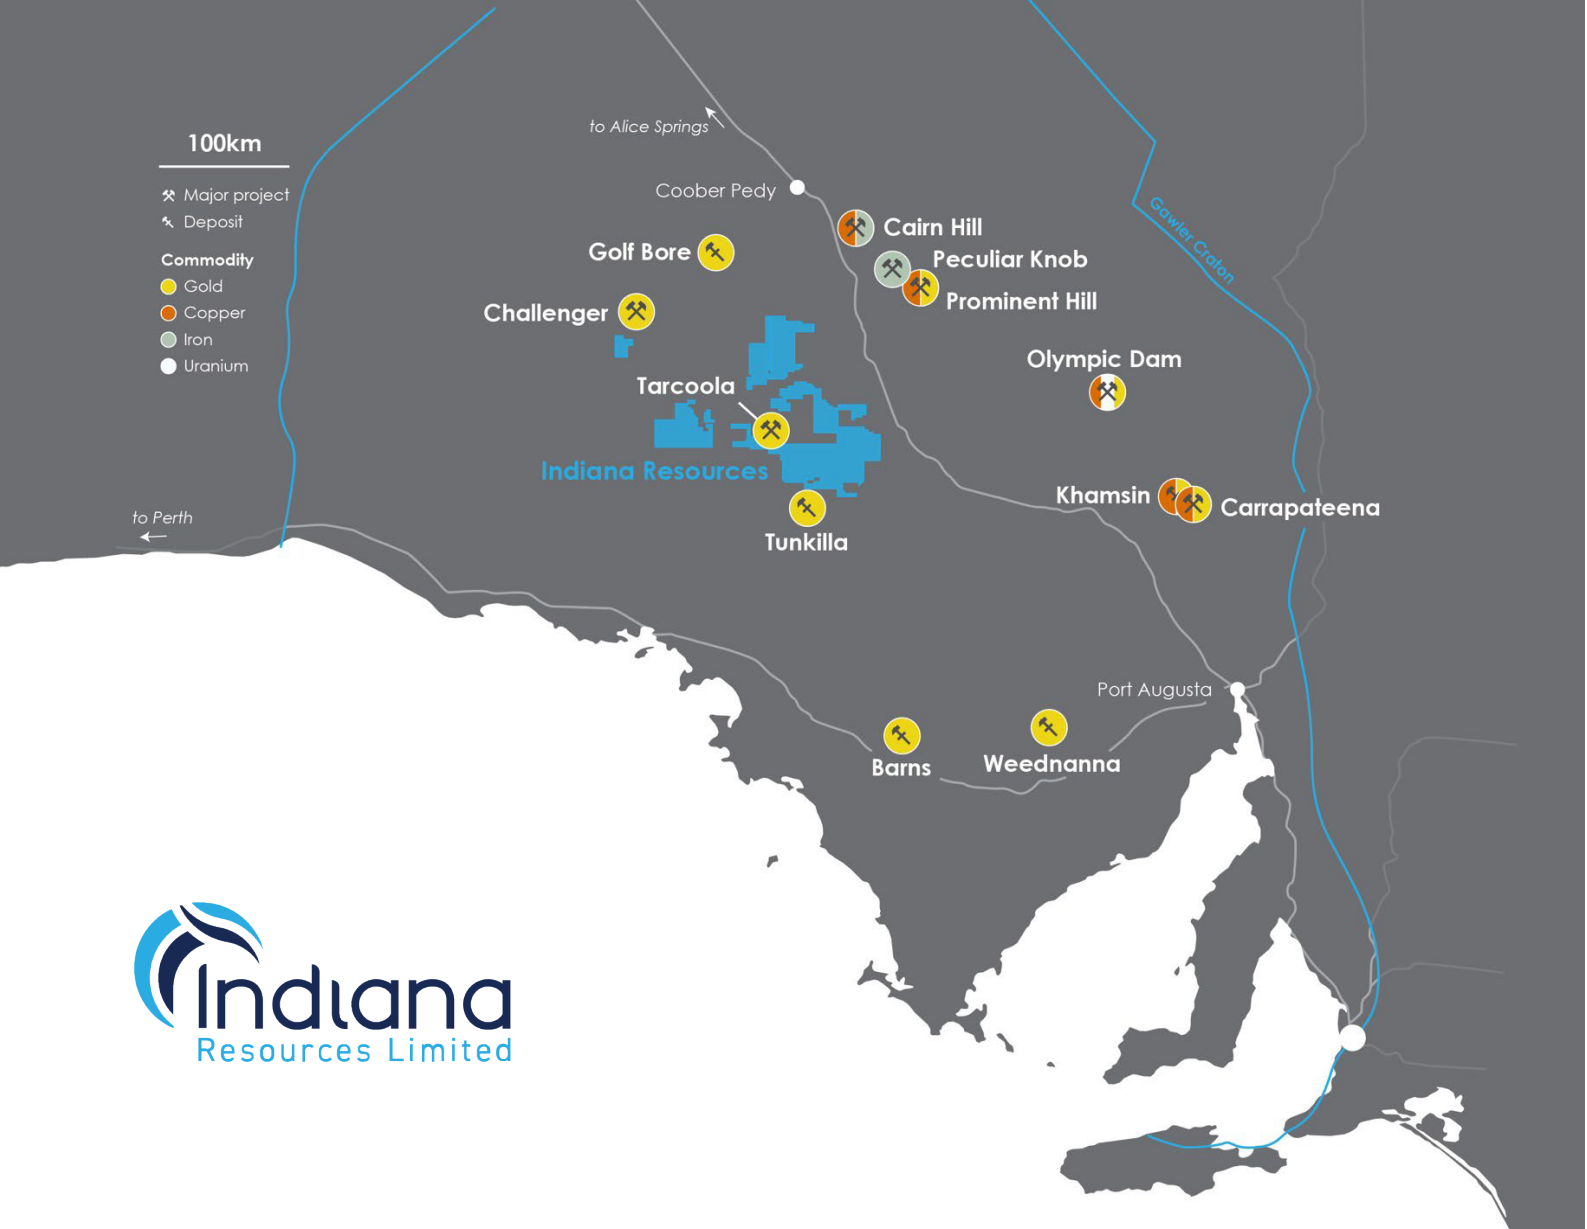 to Alice Springs
100km
Coober Pedy
Major project
Deposit
Commodity
Gold
Copper
Iron
Uranium
Gawler Craton
Cairn Hill
Golf Bore
Peculiar Knob
Prominent Hill
Challenger
Olympic Dam
Tarcoola
Indiana Resources
Khamsin
Carrapateena
to Perth
Tunkilla
Port Augusta
Barns
Weednanna
Indiana
Resources Limited